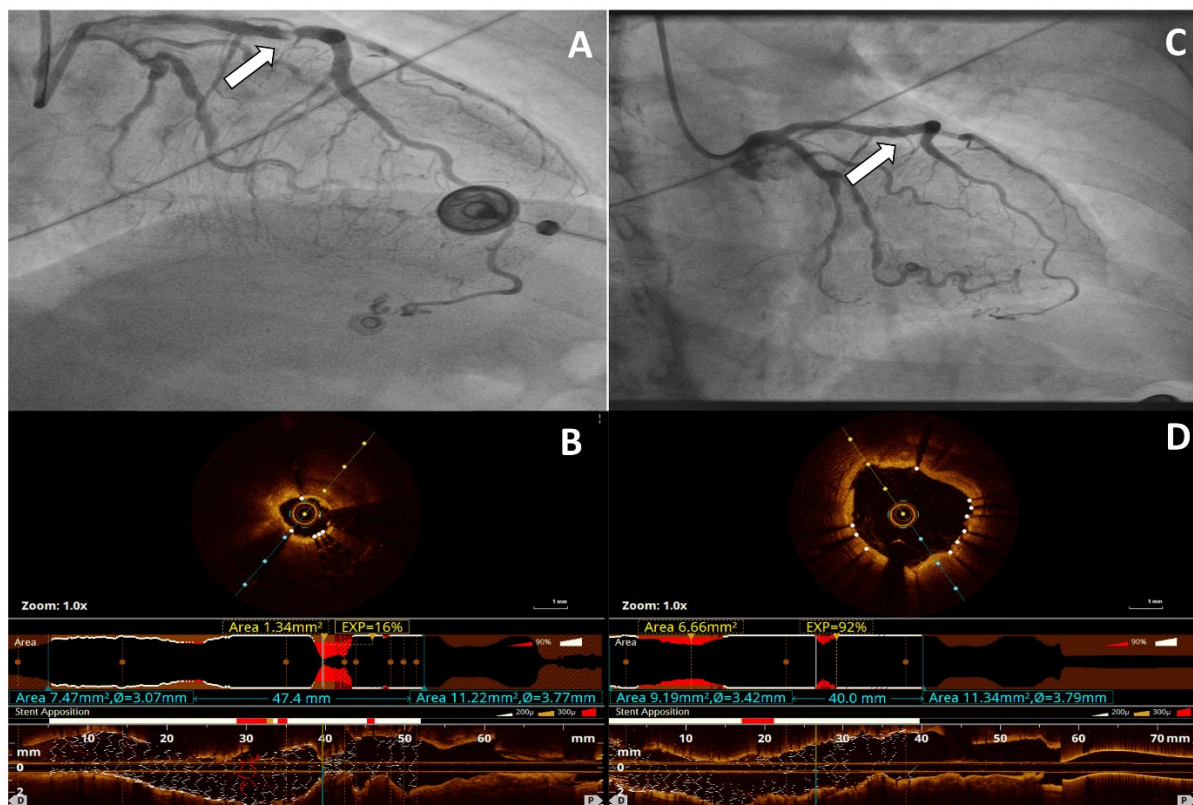 A
C
B
Zoom: 1.0x
1 mm
Area 1.34mm² EXP=16%
Area
90%
Area 7.47mm²,Ø=3.07mm 47.4 mm Area 11.22mm²,Ø=3.77mm
Stent Apposition 200µ 300µ
10 20 30 40 50 60 mm
mm
0
2
D P
D
Zoom: 1.0x
1 mm
Area 6.66mm² EXP=92%
Area
90%
Area 9.19mm²,Ø=3.42mm 40.0 mm Area 11.34mm²,Ø=3.79mm
Stent Apposition 200µ 300µ
10 20 30 40 50 60 70 mm
mm
0
2
D P